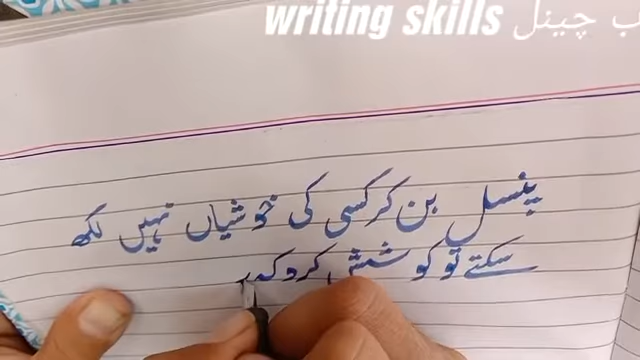 writing skills ب چینل
پنسل بن کر کسی کی خوشیاں نہیں لکھ
سکتے تو کوشش کرو کہ